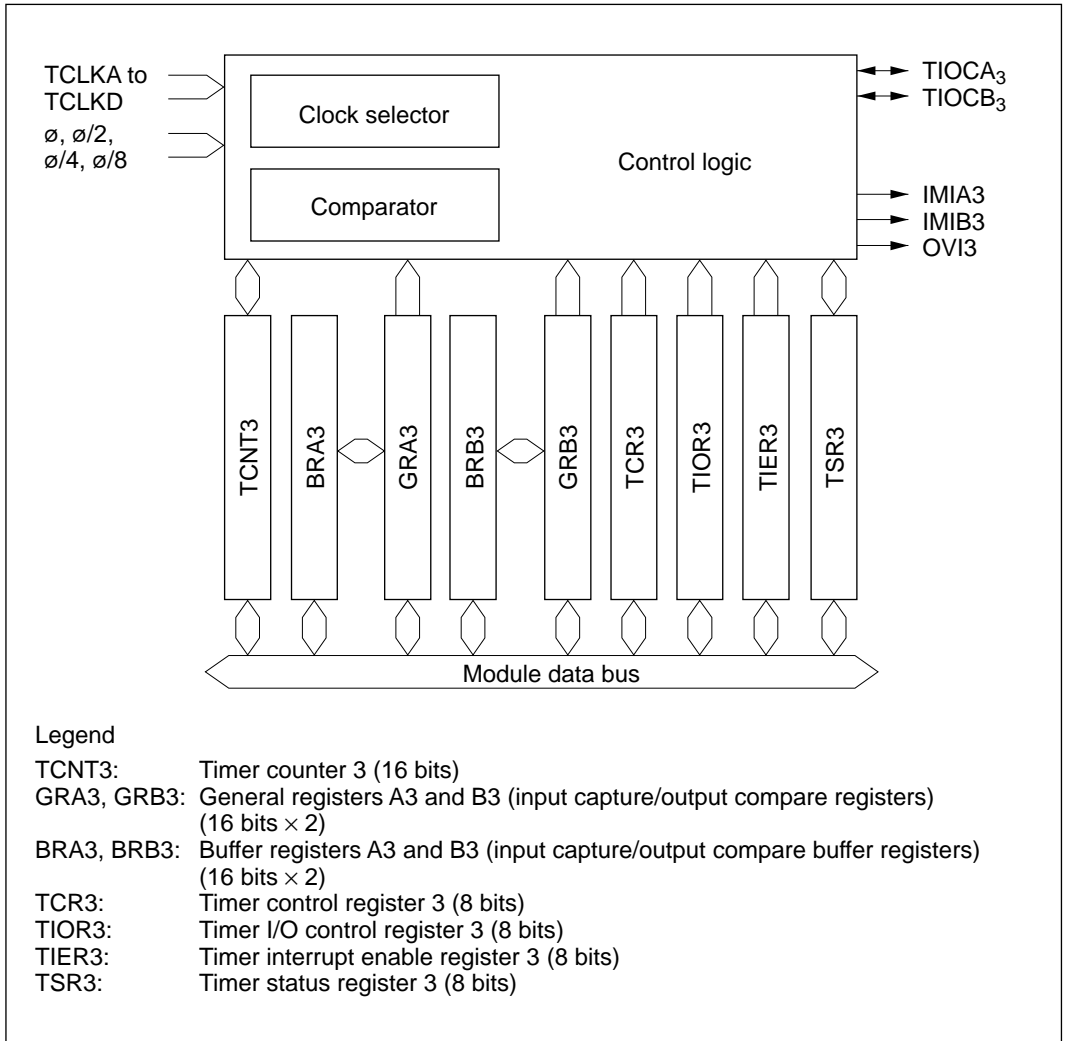 TCLKA to
TCLKD
ø, ø/2,
ø/4, ø/8
Clock selector
Comparator
Control logic
TIOCA3
TIOCB3
IMIA3
IMIB3
OVI3
TCNT3
BRA3
GRA3
BRB3
GRB3
TCR3
TIOR3
TIER3
TSR3
Module data bus
Legend
TCNT3: Timer counter 3 (16 bits)
GRA3, GRB3: General registers A3 and B3 (input capture/output compare registers)
(16 bits × 2)
BRA3, BRB3: Buffer registers A3 and B3 (input capture/output compare buffer registers)
(16 bits × 2)
TCR3: Timer control register 3 (8 bits)
TIOR3: Timer I/O control register 3 (8 bits)
TIER3: Timer interrupt enable register 3 (8 bits)
TSR3: Timer status register 3 (8 bits)